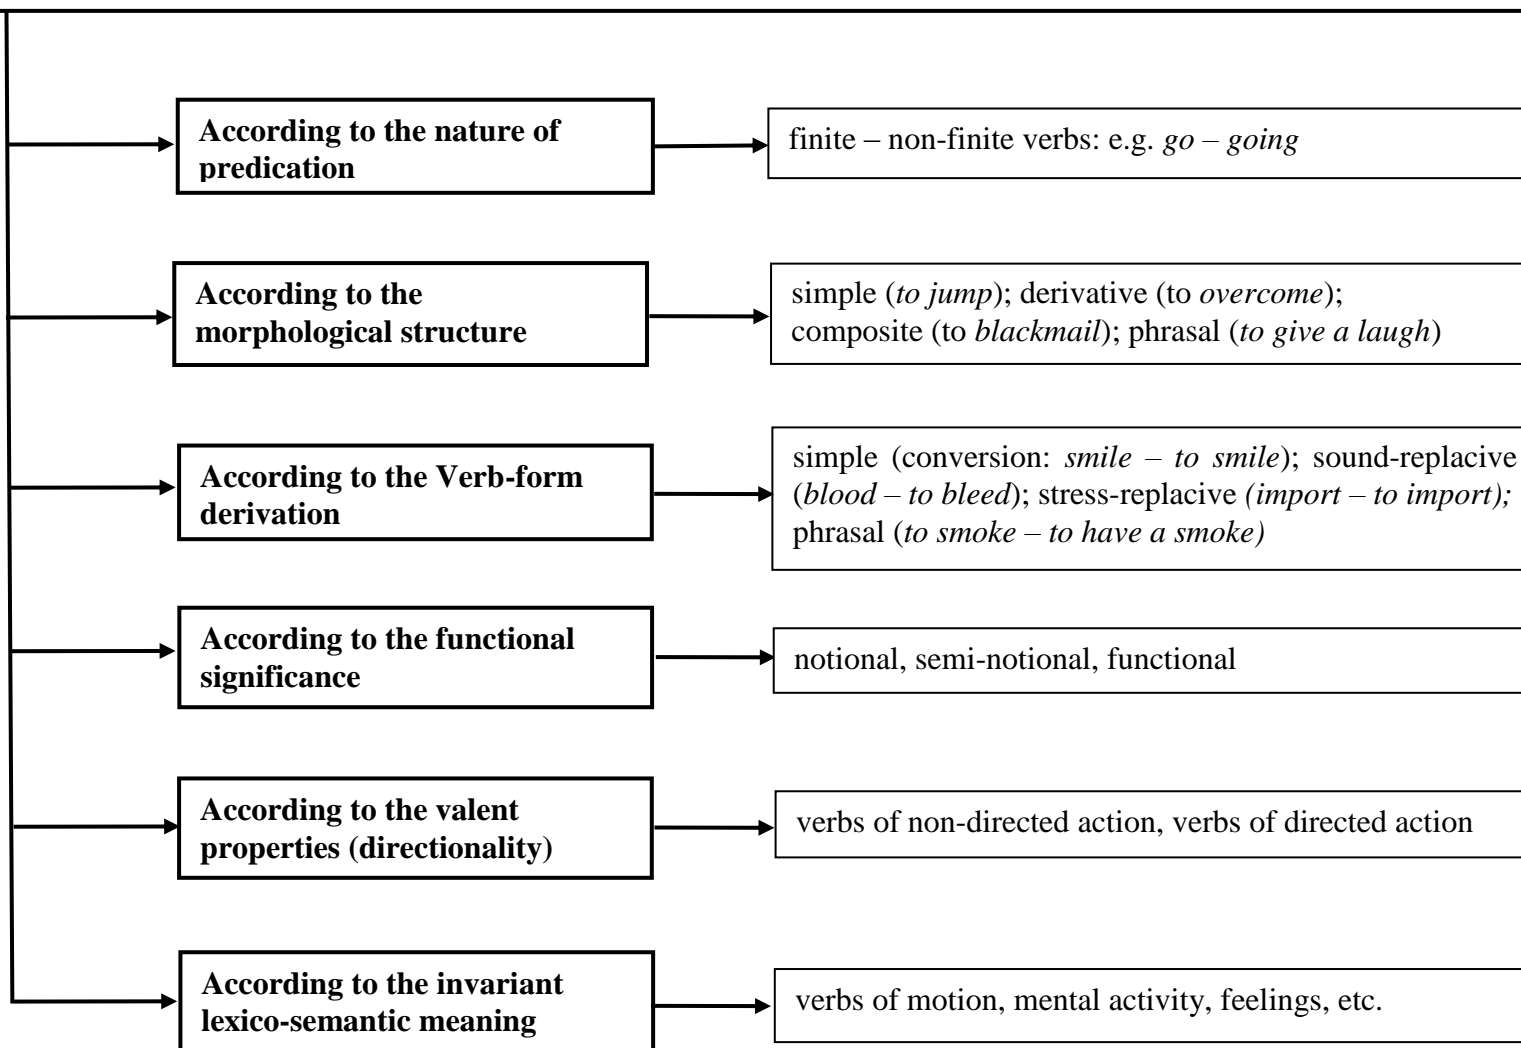 According to the nature of
predication
finite – non-finite verbs: e.g. go – going
According to the
morphological structure
simple (to jump); derivative (to overcome);
composite (to blackmail); phrasal (to give a laugh)
According to the Verb-form
derivation
simple (conversion: smile – to smile); sound-replacive
(blood – to bleed); stress-replacive (import – to import);
phrasal (to smoke – to have a smoke)
According to the functional
significance
notional, semi-notional, functional
According to the valent
properties (directionality)
verbs of non-directed action, verbs of directed action
According to the invariant
lexico-semantic meaning
verbs of motion, mental activity, feelings, etc.